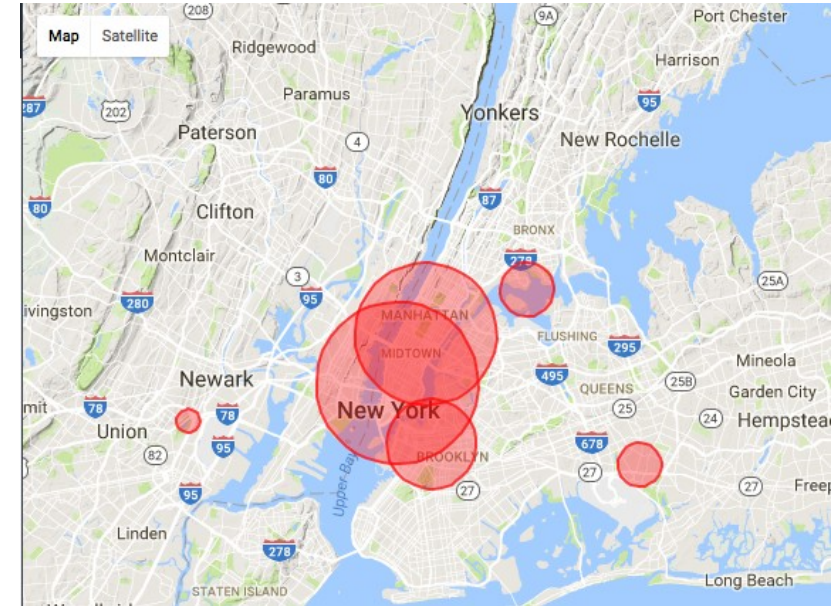 Map Satellite
208
9A
Port Chester
Ridgewood
Harrison
Paramus
287
202
95
Yonkers
Paterson
New Rochelle
4
80
87
80
Clifton
BRONX
Montclair
278
3
25A
95
280
MANHATTAN
FLUSHING
295
MIDTOWN
Mineola
495
Newark
25B
QUEENS
Garden City
New York
78
78
25
24
Hempstead
Union
678
95
82
BROOKLYN
27
Upper Bay
27
27
95
Linden
278
Long Beach
STATEN ISLAND